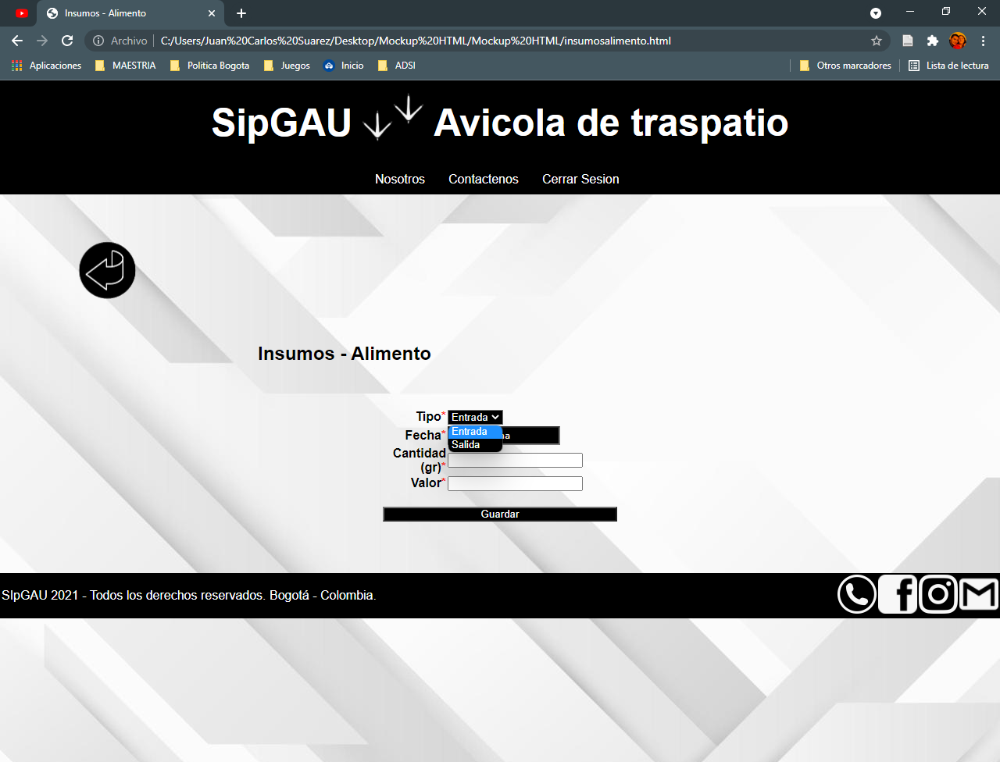 Insumos - Alimento
Archivo C:/Users/Juan%20Carlos%20Suarez/Desktop/Mockup%20HTML/Mockup%20HTML/insumosalimento.html
Aplicaciones MAESTRIA Politica Bogota Juegos Inicio ADSI Otros marcadores Lista de lectura
SipGAU Avicola de traspatio
Nosotros Contactenos Cerrar Sesion
Insumos - Alimento
Tipo* Entrada
Entrada
Fecha*
Salida
Cantidad
(gr)*
Valor*
Guardar
SIpGAU 2021 - Todos los derechos reservados. Bogotá - Colombia.